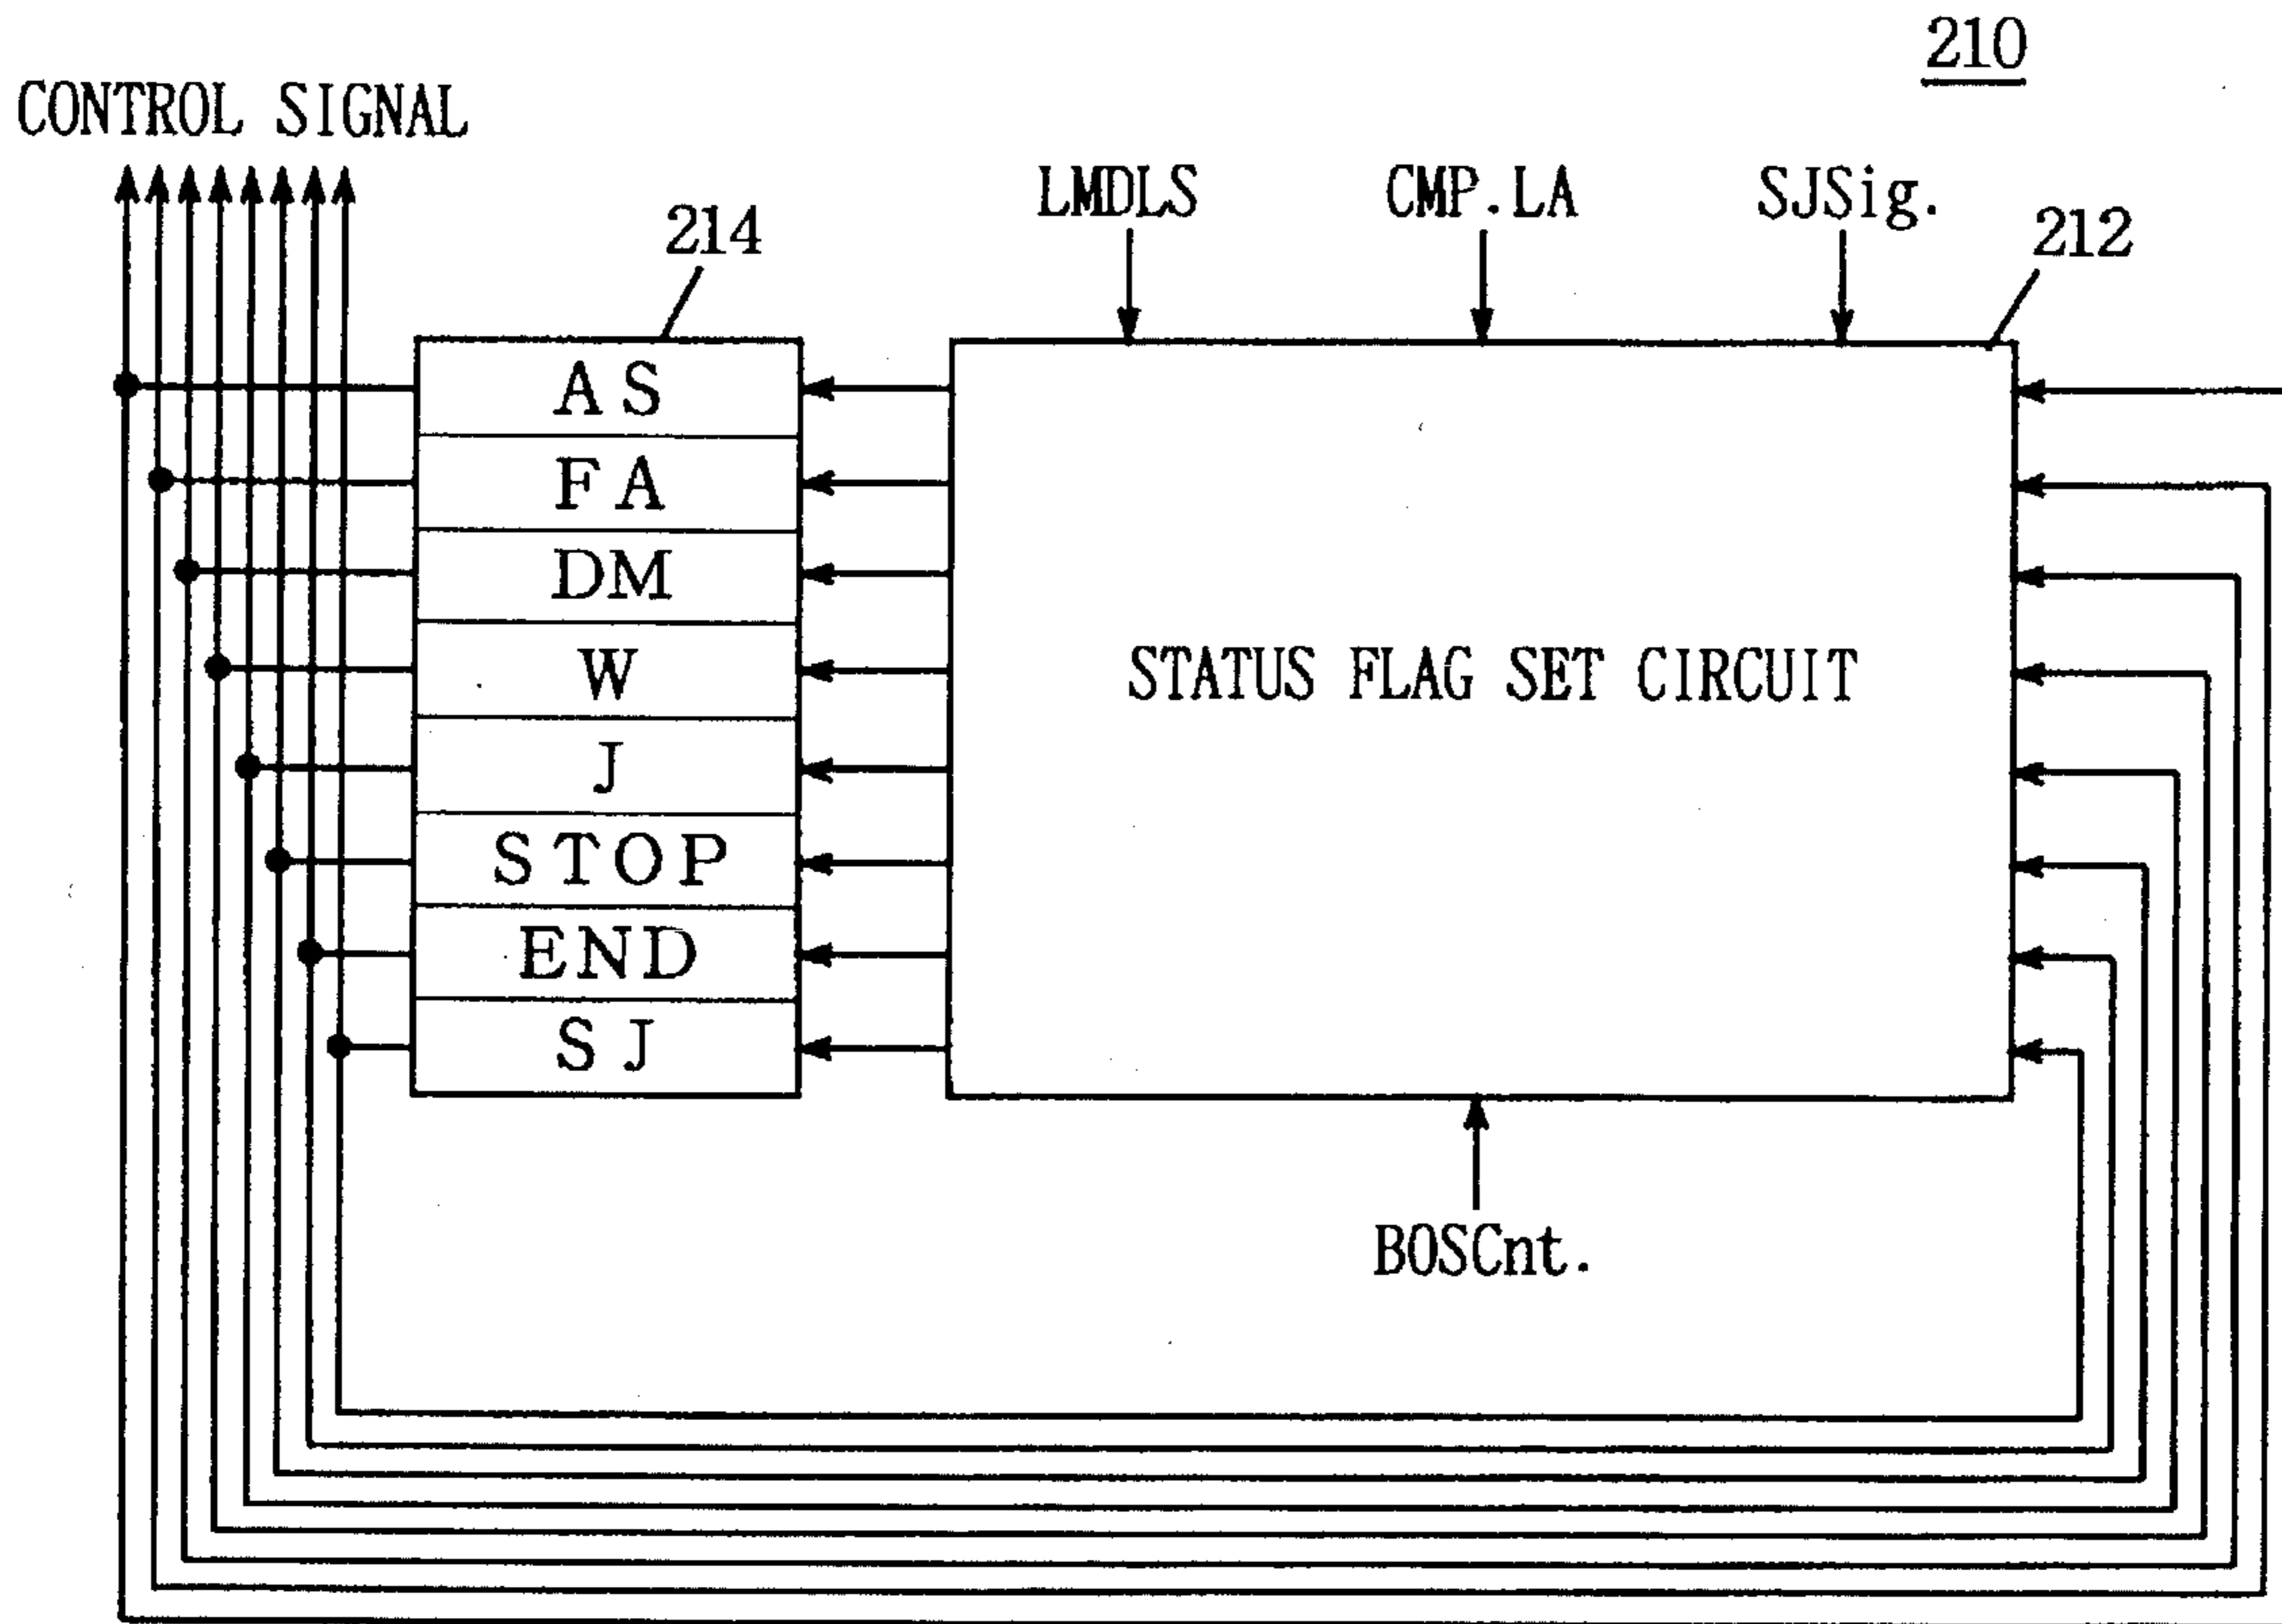 210
CONTROL SIGNAL
LMDLS
CMP.LA
SJSig.
214
212
AS
FA
DM
W
J
STOP
END
SJ
STATUS FLAG SET CIRCUIT
BOSCnt.